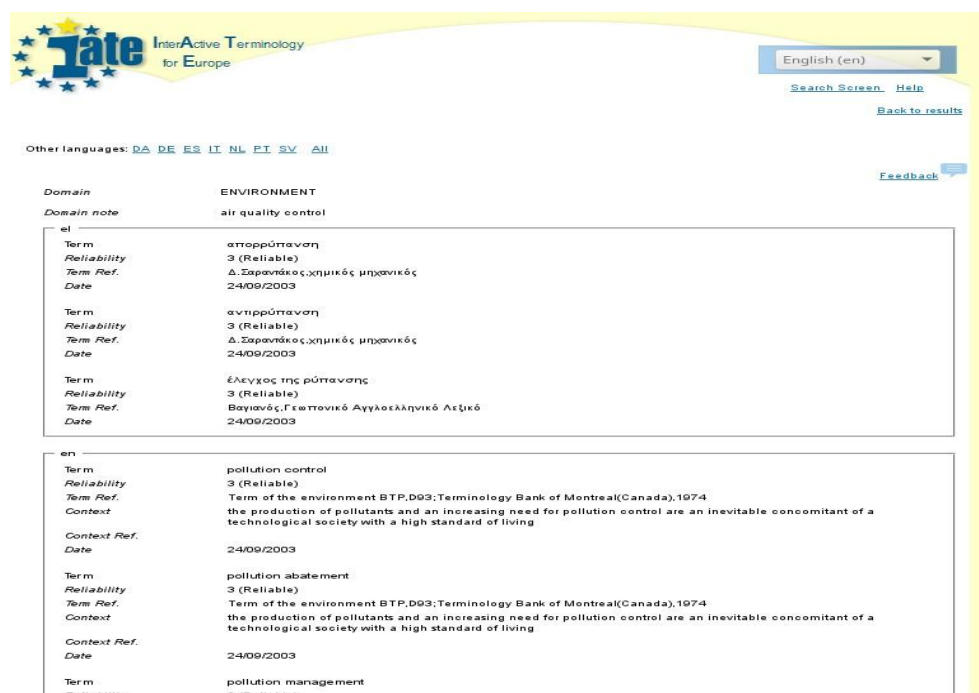 Iate InterActive Terminology
for Europe
English (en)
Search Screen Help
Back to results
Other languages: DA DE ES IT NL PT SV All
Feedback
Domain ENVIRONMENT
Domain note air quality control
el
Term απορρύπανση
Reliability 3 (Reliable)
Term Ref. Δ.Σαραντάκος,χημικός μηχανικός
Date 24/09/2003
Term αντιρρύπανση
Reliability 3 (Reliable)
Term Ref. Δ.Σαραντάκος,χημικός μηχανικός
Date 24/09/2003
Term έλεγχος της ρύπανσης
Reliability 3 (Reliable)
Term Ref. Βαγιανός,Γεωπονικό Αγγλοελληνικό Λεξικό
Date 24/09/2003
en
Term pollution control
Reliability 3 (Reliable)
Term Ref. Term of the environment BTP,D93;Terminology Bank of Montreal(Canada),1974
Context the production of pollutants and an increasing need for pollution control are an inevitable concomitant of a
technological society with a high standard of living
Context Ref.
Date 24/09/2003
Term pollution abatement
Reliability 3 (Reliable)
Term Ref. Term of the environment BTP,D93;Terminology Bank of Montreal(Canada),1974
Context the production of pollutants and an increasing need for pollution control are an inevitable concomitant of a
technological society with a high standard of living
Context Ref.
Date 24/09/2003
Term pollution management